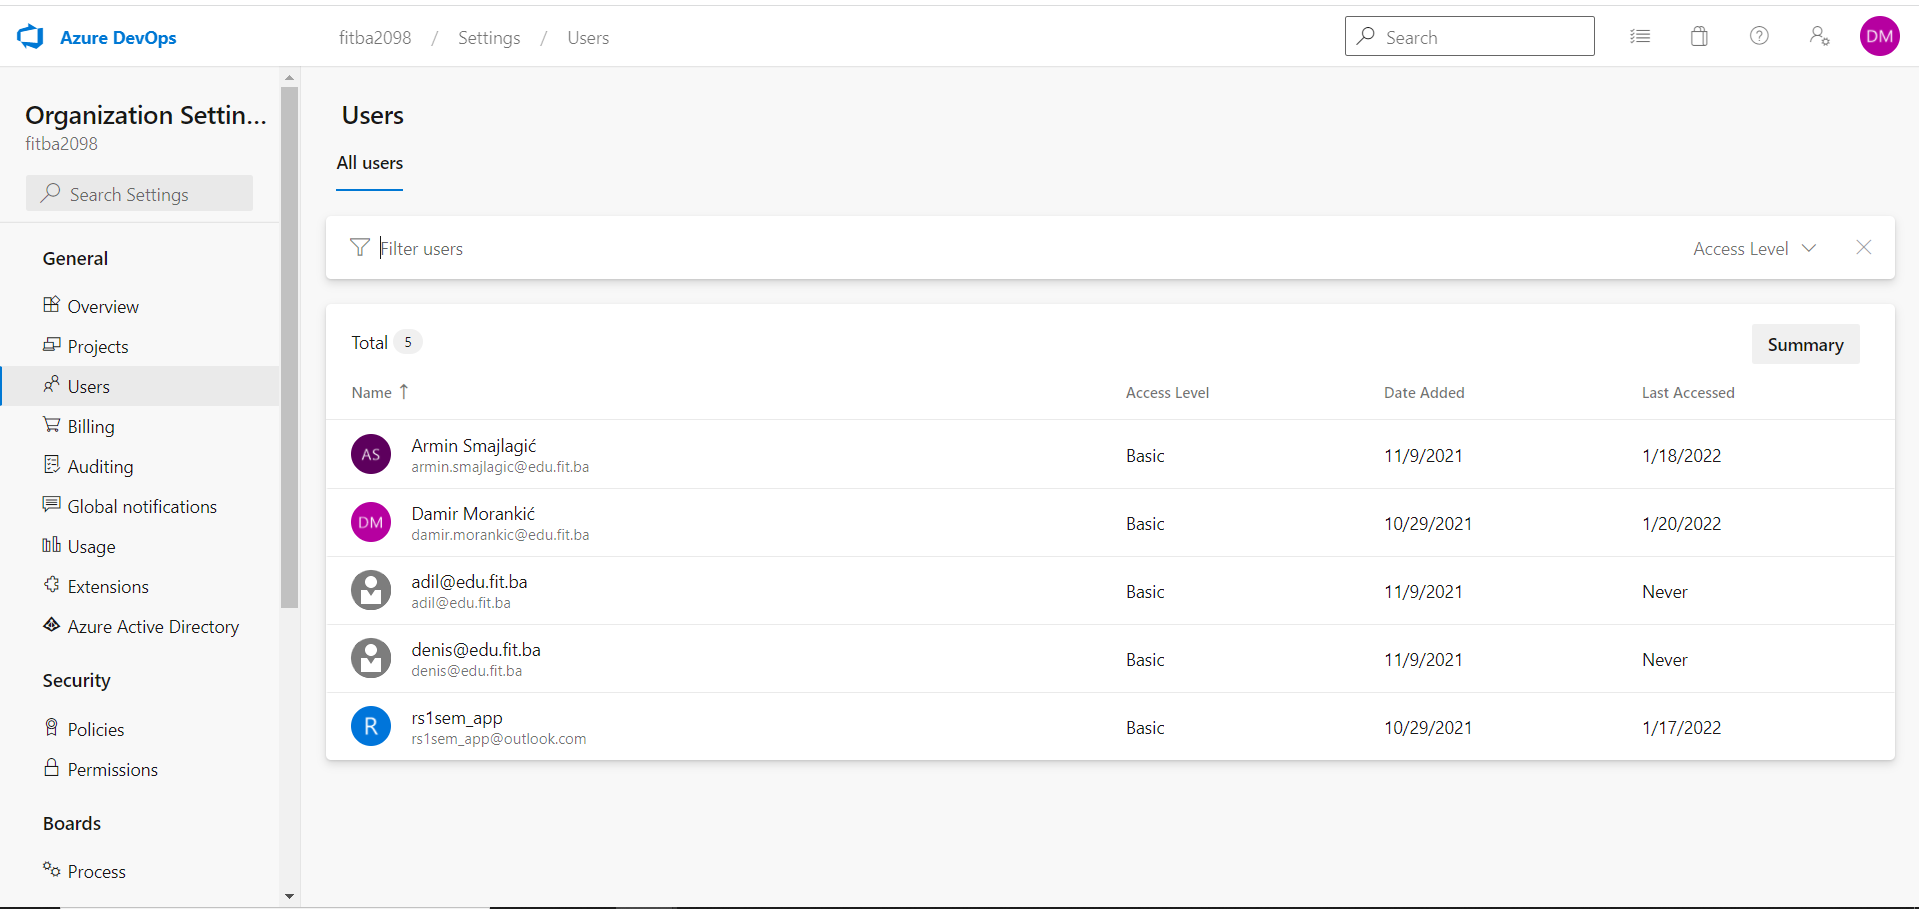 Azure DevOps
fitba2098 / Settings / Users
Search
DM
Organization Settin...
fitba2098
Search Settings
General
Overview
Projects
Users
Billing
Auditing
Global notifications
Usage
Extensions
Azure Active Directory
Security
Policies
Permissions
Boards
Process
Users
All users
Filter users
Access Level
Total 5
Summary
Name Access Level Date Added Last Accessed
AS
Armin Smajlagić
armin.smajlagic@edu.fit.ba
Basic 11/9/2021 1/18/2022
DM
Damir Morankić
damir.morankic@edu.fit.ba
Basic 10/29/2021 1/20/2022
adil@edu.fit.ba
adil@edu.fit.ba
Basic 11/9/2021 Never
denis@edu.fit.ba
denis@edu.fit.ba
Basic 11/9/2021 Never
R
rs1sem_app
rs1sem_app@outlook.com
Basic 10/29/2021 1/17/2022